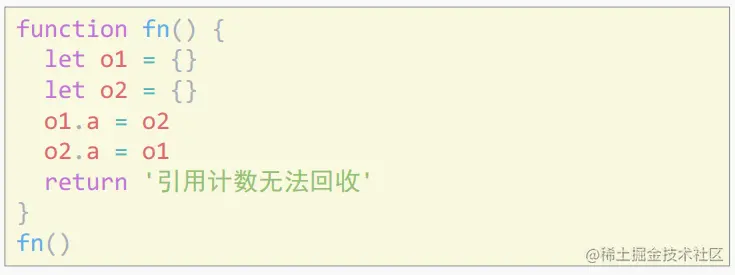 function fn() {
  let o1 = {}
  let o2 = {}
  o1.a = o2
  o2.a = o1
  return '引用计数无法回收'
}
fn()
@稀土掘金技术社区